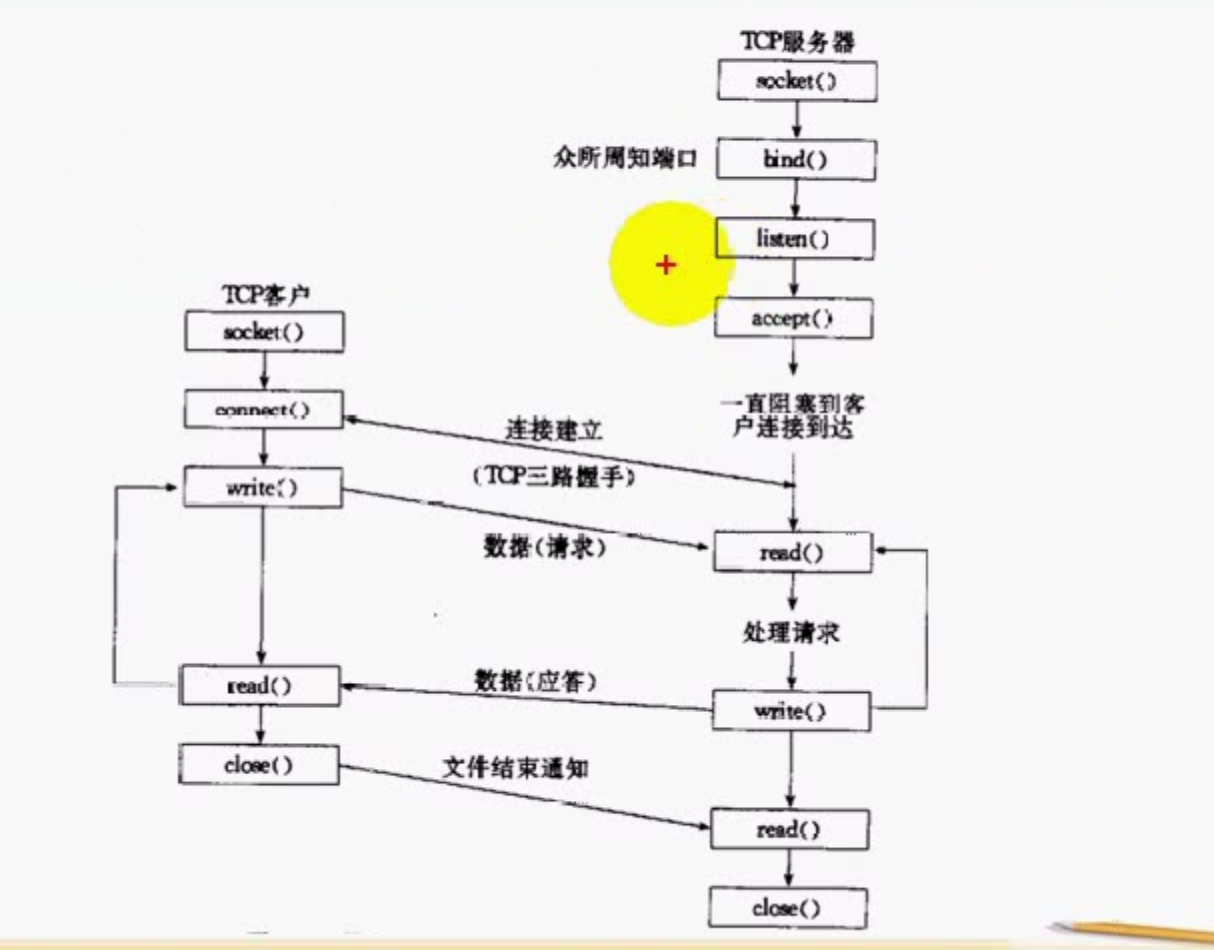 TCP服务器
socket()
众所周知端口
bind()
listen()
accept()
一直阻塞到客
户连接到达
TCP客户
socket()
connect()
连接建立
(TCP三路握手)
write()
数据(请求)
read()
处理请求
read()
数据(应答)
write()
close()
文件结束通知
read()
close()